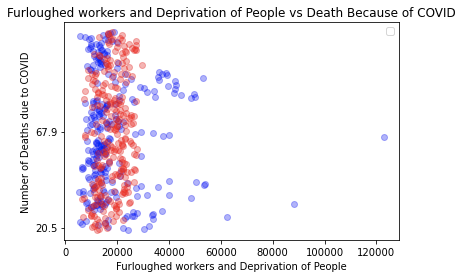 Furloughed workers and Deprivation of People vs Death Because of COVID
Number of Deaths due to COVID
67.9
20.5
0 20000 40000 60000 80000 100000 120000
Furloughed workers and Deprivation of People